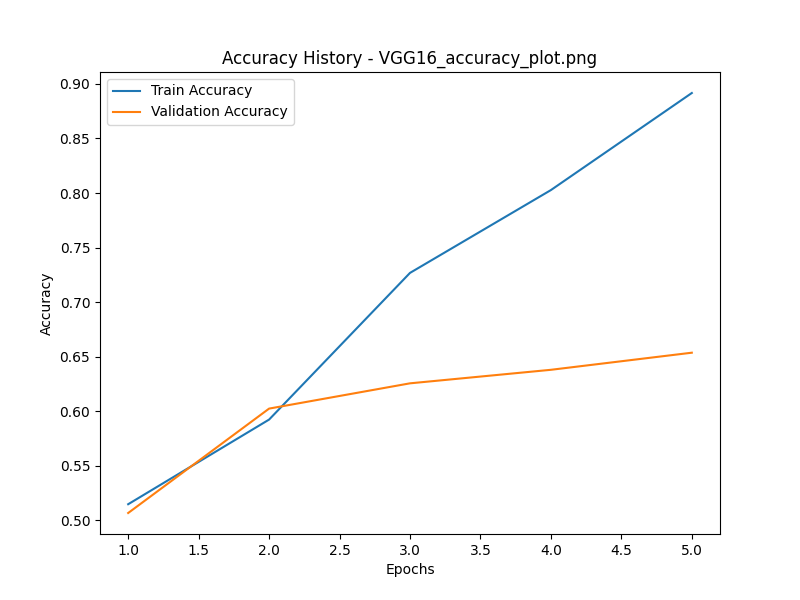 Accuracy History - VGG16_accuracy_plot.png
Train Accuracy
Validation Accuracy
0.90
0.85
0.80
0.75
0.70
0.65
0.60
0.55
0.50
Accuracy
1.0 1.5 2.0 2.5 3.0 3.5 4.0 4.5 5.0
Epochs